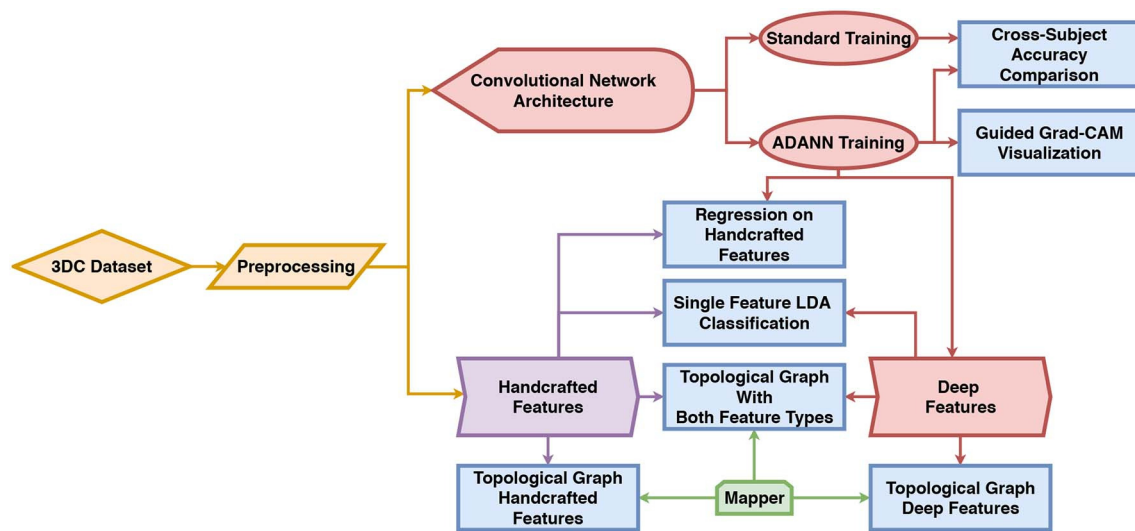 Standard Training
Cross-Subject
Accuracy
Comparison
Convolutional Network
Architecture
ADANN Training
Guided Grad-CAM
Visualization
Regression on
Handcrafted
Features
3DC Dataset
Preprocessing
Single Feature LDA
Classification
Handcrafted
Features
Topological Graph
With
Both Feature Types
Deep
Features
Topological Graph
Handcrafted
Features
Mapper
Topological Graph
Deep Features